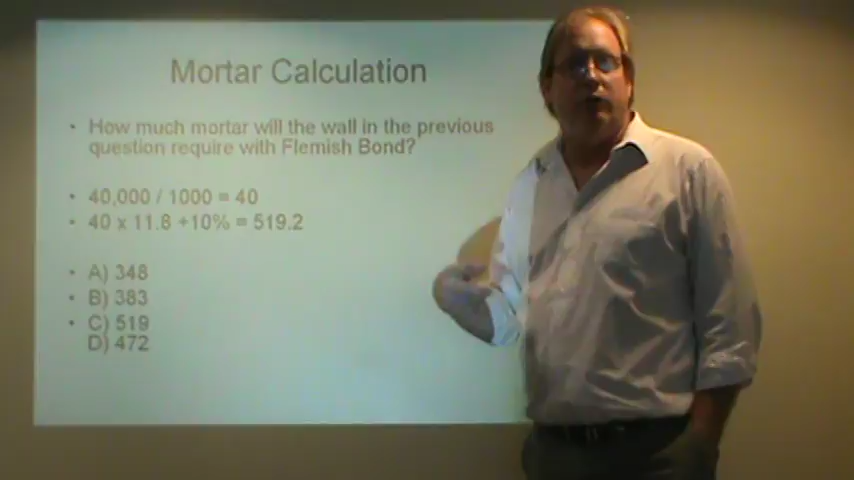 Mortar Calculation
• How much mortar will the wall in the previous
question require with Flemish Bond?
• 40,000 / 1000 = 40
• 40 x 11.8 +10% = 519.2
• A) 348
• B) 383
• C) 519
D) 472